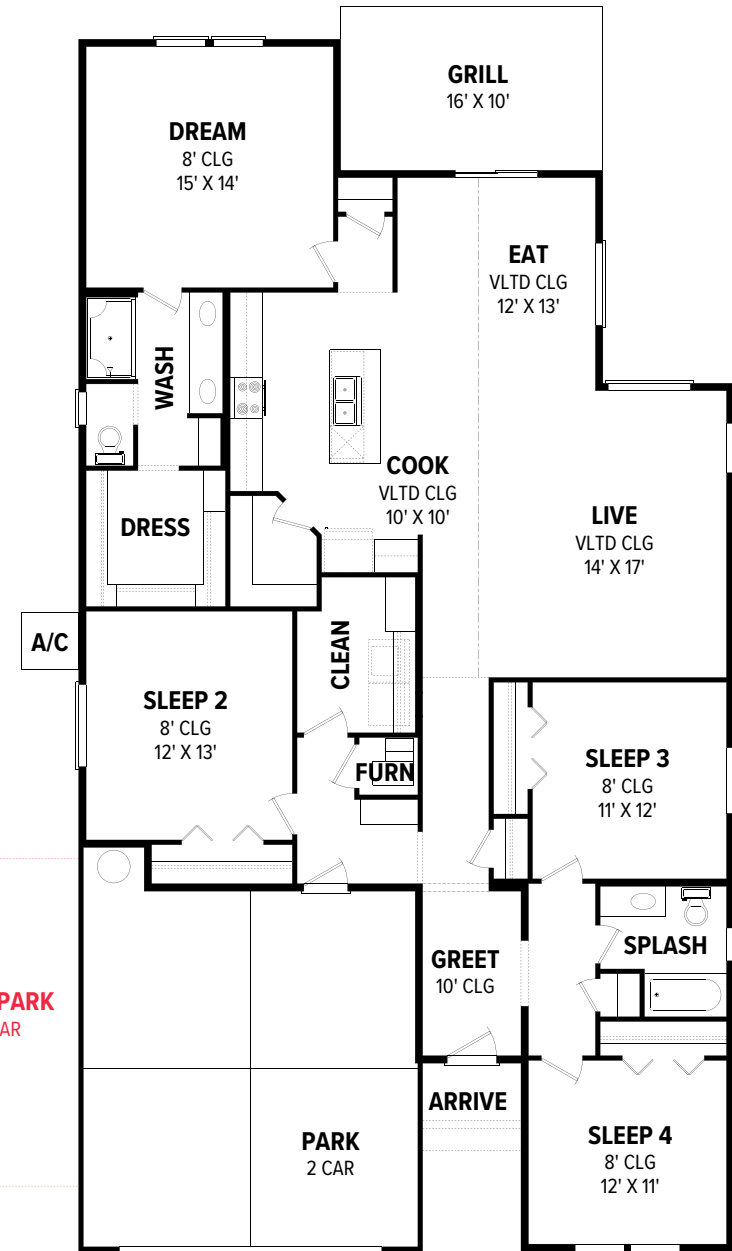 GRILL
16' X 10'
DREAM
8' CLG
15' X 14'
EAT
VLTD CLG
12' X 13'
WASH
COOK
VLTD CLG
10' X 10'
LIVE
VLTD CLG
14' X 17'
DRESS
A/C
CLEAN
SLEEP 2
8' CLG
12' X 13'
FURN
SLEEP 3
8' CLG
11' X 12'
SPLASH
GREET
10' CLG
PARK
AR
ARRIVE
PARK
2 CAR
SLEEP 4
8' CLG
12' X 11'